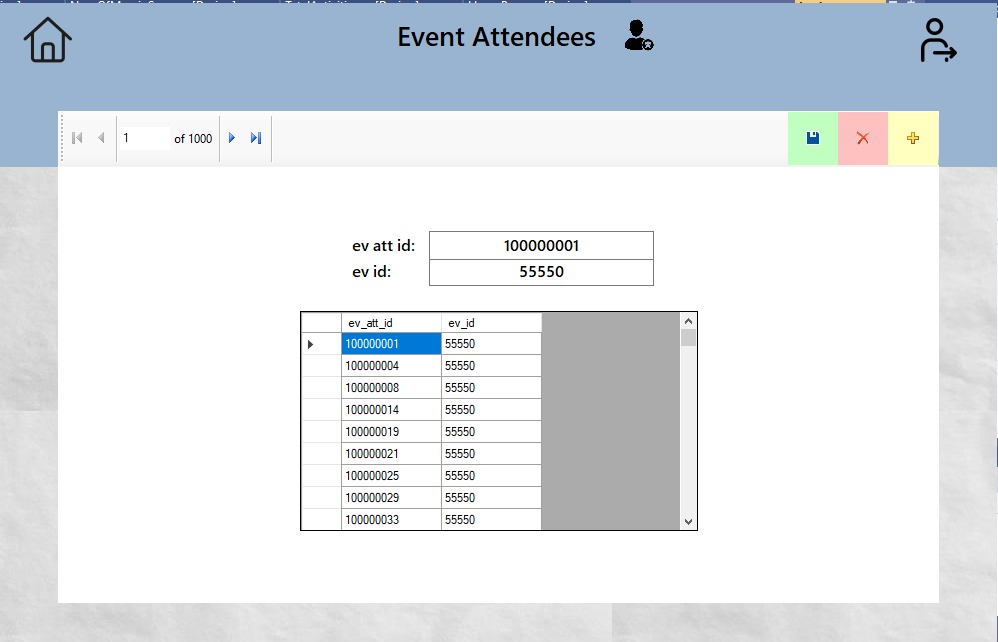 Event Attendees
1 of 1000
ev att id: 100000001
ev id: 55550
ev_att_id ev_id
100000001 55550
100000004 55550
100000008 55550
100000014 55550
100000019 55550
100000021 55550
100000025 55550
100000029 55550
100000033 55550